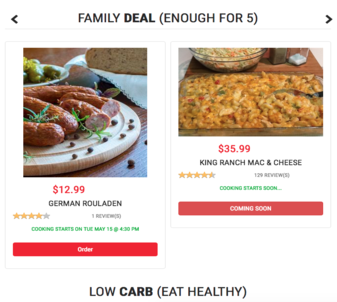 FAMILY DEAL (ENOUGH FOR 5)
$12.99
GERMAN ROULADEN
1 REVIEW(S)
COOKING STARTS ON TUE MAY 15 @ 4:30 PM
Order
$35.99
KING RANCH MAC & CHEESE
139 REVIEW(S)
COOKING STARTS SOON...
COMING SOON
LOW CARB (EAT HEALTHY)